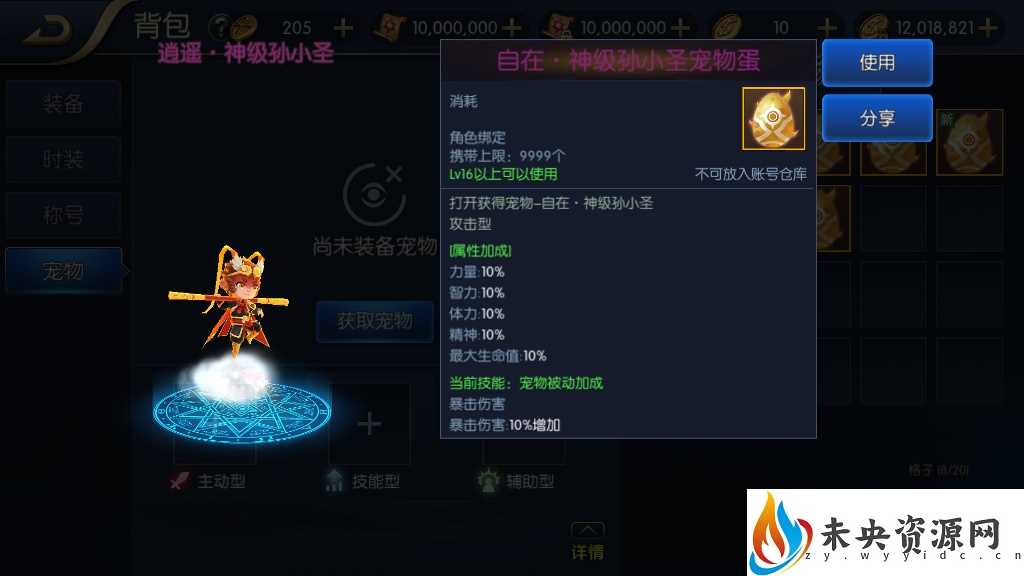 背包
?
205
10,000,000
10,000,000
10
12,018,821
逍遥·神级孙小圣
装备
时装
称号
宠物
尚未装备宠物
获取宠物
主动型
技能型
辅助型
详情
自在·神级孙小圣宠物蛋
消耗
角色绑定
携带上限：9999个
Lv16以上可以使用
不可放入账号仓库
打开获得宠物-自在·神级孙小圣
攻击型
[属性加成]
力量:10%
智力:10%
体力:10%
精神:10%
最大生命值:10%
当前技能：宠物被动加成
暴击伤害
暴击伤害:10%增加
使用
分享
新
格子 (8/20)
未央资源网
zy.wyyidc.cn